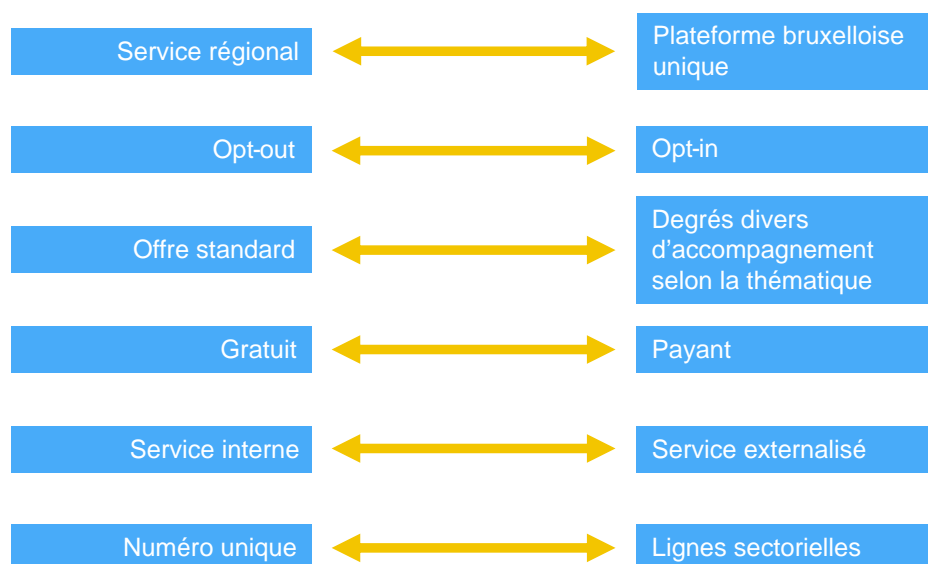 Service régional
Plateforme bruxelloise
unique
Opt-out
Opt-in
Offre standard
Degrés divers
d'accompagnement
selon la thématique
Gratuit
Payant
Service interne
Service externalisé
Numéro unique
Lignes sectorielles